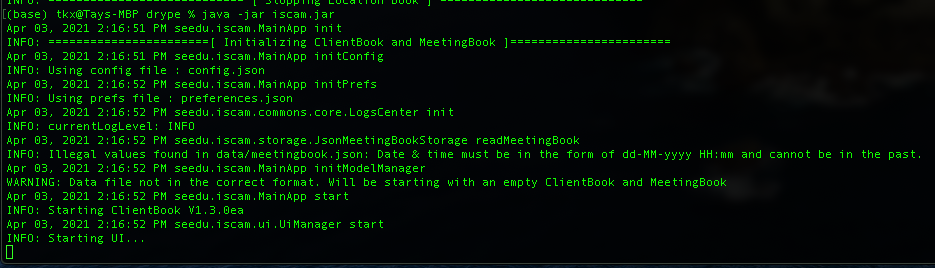 INFO: ============================== [ Stopping Location Book ] =============================
[(base) tkx@Tays-MBP drype % java -jar iscam.jar
Apr 03, 2021 2:16:51 PM seedu.iscam.MainApp init
INFO: =======================[ Initializing ClientBook and MeetingBook ]=======================
Apr 03, 2021 2:16:51 PM seedu.iscam.MainApp initConfig
INFO: Using config file : config.json
Apr 03, 2021 2:16:52 PM seedu.iscam.MainApp initPrefs
INFO: Using prefs file : preferences.json
Apr 03, 2021 2:16:52 PM seedu.iscam.commons.core.LogsCenter init
INFO: currentLogLevel: INFO
Apr 03, 2021 2:16:52 PM seedu.iscam.storage.JsonMeetingBookStorage readMeetingBook
INFO: Illegal values found in data/meetingbook.json: Date & time must be in the form of dd-MM-yyyy HH:mm and cannot be in the past.
Apr 03, 2021 2:16:52 PM seedu.iscam.MainApp initModelManager
WARNING: Data file not in the correct format. Will be starting with an empty ClientBook and MeetingBook
Apr 03, 2021 2:16:52 PM seedu.iscam.MainApp start
INFO: Starting ClientBook V1.3.0ea
Apr 03, 2021 2:16:52 PM seedu.iscam.ui.UiManager start
INFO: Starting UI...